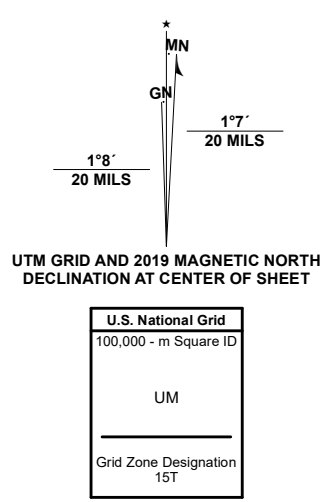 ★
MN
GN
1°7´
20 MILS
1°8´
20 MILS
UTM GRID AND 2019 MAGNETIC NORTH
DECLINATION AT CENTER OF SHEET
U.S. National Grid
100,000 - m Square ID
UM
Grid Zone Designation
15T